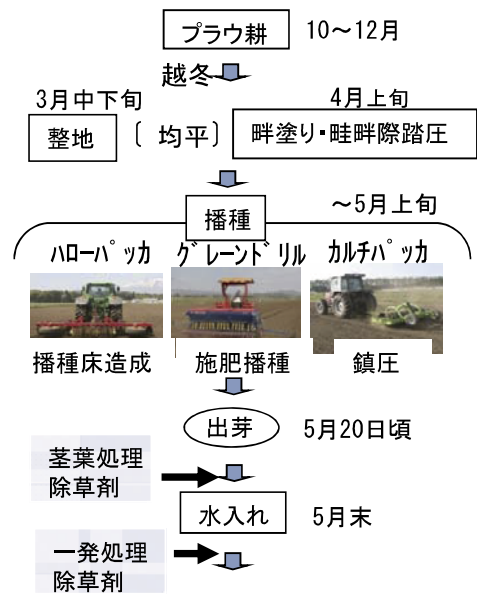 プラウ耕 10～12月
越冬
3月中下旬
4月上旬
整地 〔 均平〕 畔塗り・畦畔際踏圧
播種 ～5月上旬
ﾊﾛｰﾊﾟｯｶ ｸﾞﾚｰﾝﾄﾞﾘﾙ ｶﾙﾁﾊﾟｯｶ
播種床造成 施肥播種 鎮圧
出芽 5月20日頃
茎葉処理
除草剤
水入れ 5月末
一発処理
除草剤